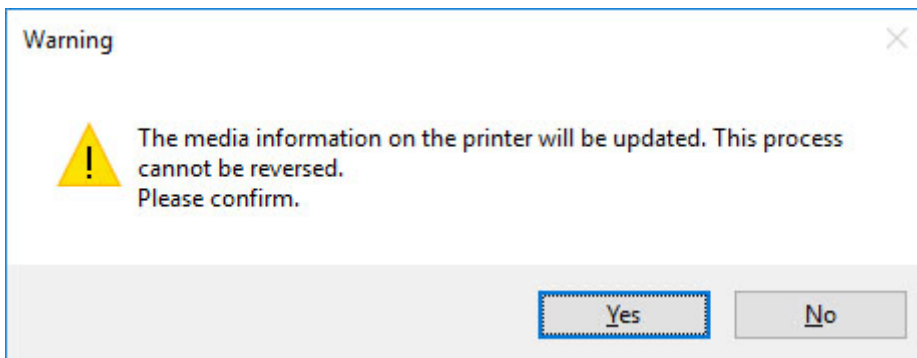 Warning
The media information on the printer will be updated. This process
cannot be reversed.
Please confirm.
Yes
No